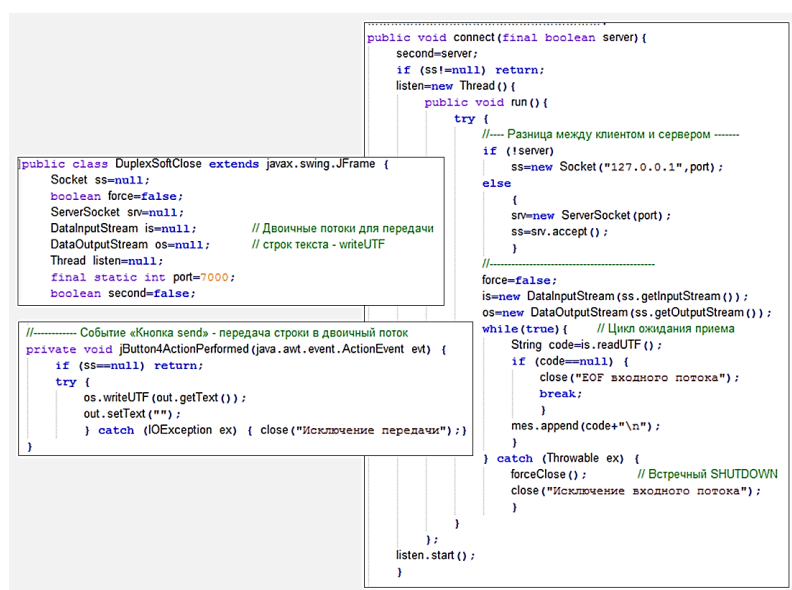 public class DuplexSoftClose extends javax.swing.JFrame {
Socket ss=null;
boolean force=false;
ServerSocket srv=null;
DataInputStream is=null; // Двоичные потоки для передачи
DataOutputStream os=null; // строк текста - writeUTF
Thread listen=null;
final static int port=7000;
boolean second=false;
//------------ Событие «Кнопка send» - передача строки в двоичный поток
private void jButton4ActionPerformed(java.awt.event.ActionEvent evt) {
if (ss==null) return;
try {
os.writeUTF(out.getText());
out.setText("");
} catch (IOException ex) { close("Исключение передачи");}
}
public void connect(final boolean server){
second=server;
if (ss!=null) return;
listen=new Thread(){
public void run(){
try {
//---- Разница между клиентом и сервером -------
if (!server)
ss=new Socket("127.0.0.1",port);
else
{
srv=new ServerSocket(port);
ss=srv.accept();
}
//-------------------------------------------
force=false;
is=new DataInputStream(ss.getInputStream());
os=new DataOutputStream(ss.getOutputStream());
while(true){ // Цикл ожидания приема
String code=is.readUTF();
if (code==null) {
close("EOF входного потока");
break;
}
mes.append(code+"\n");
}
} catch (Throwable ex) {
forceClose(); // Встречный SHUTDOWN
close("Исключение входного потока");
}
}
};
listen.start();
}